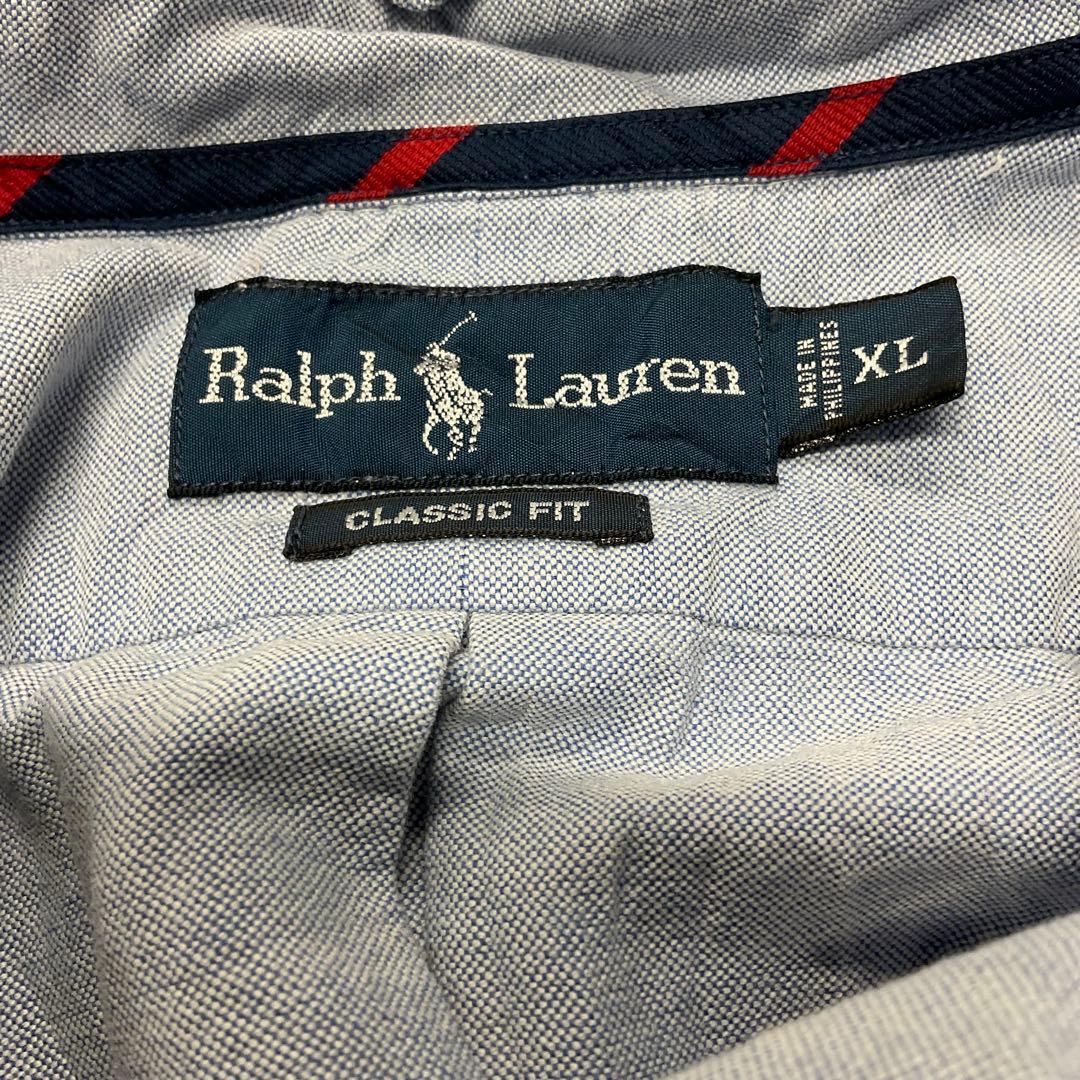 Ralph Lauren
MADE IN
PHILIPPINES
XL
CLASSIC FIT